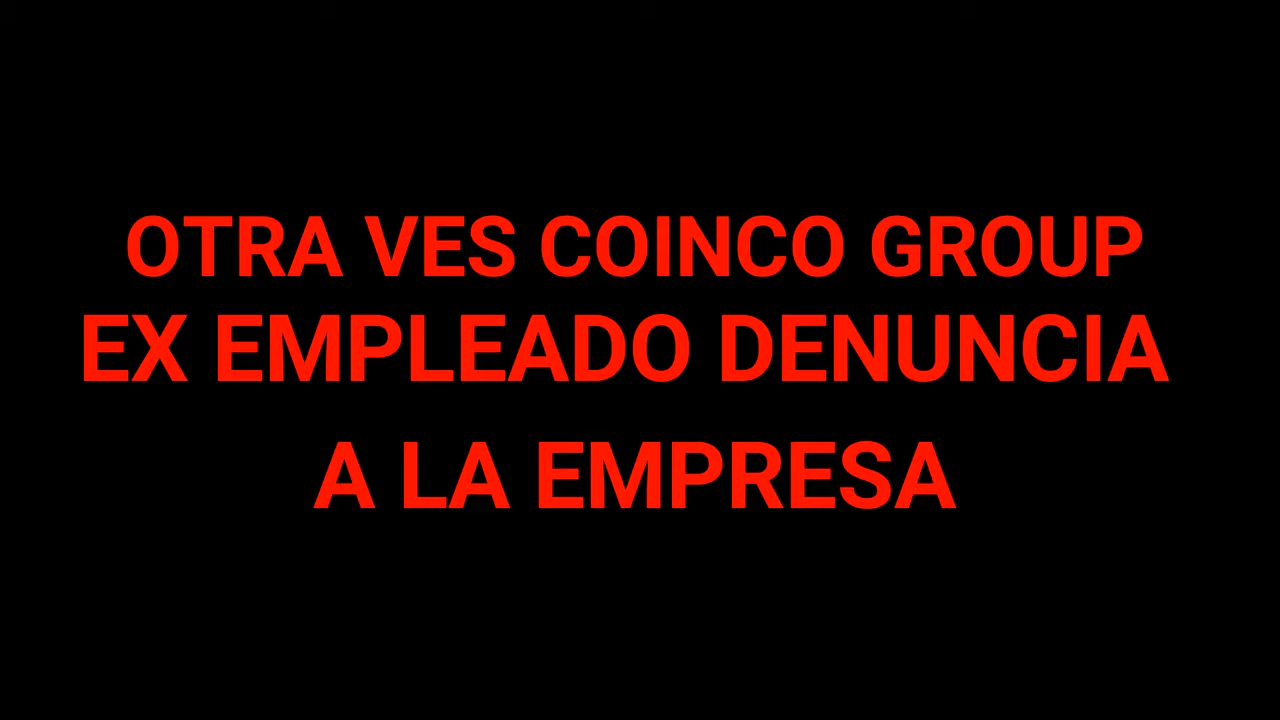 OTRA VES COINCO GROUP
EX EMPLEADO DENUNCIA
A LA EMPRESA